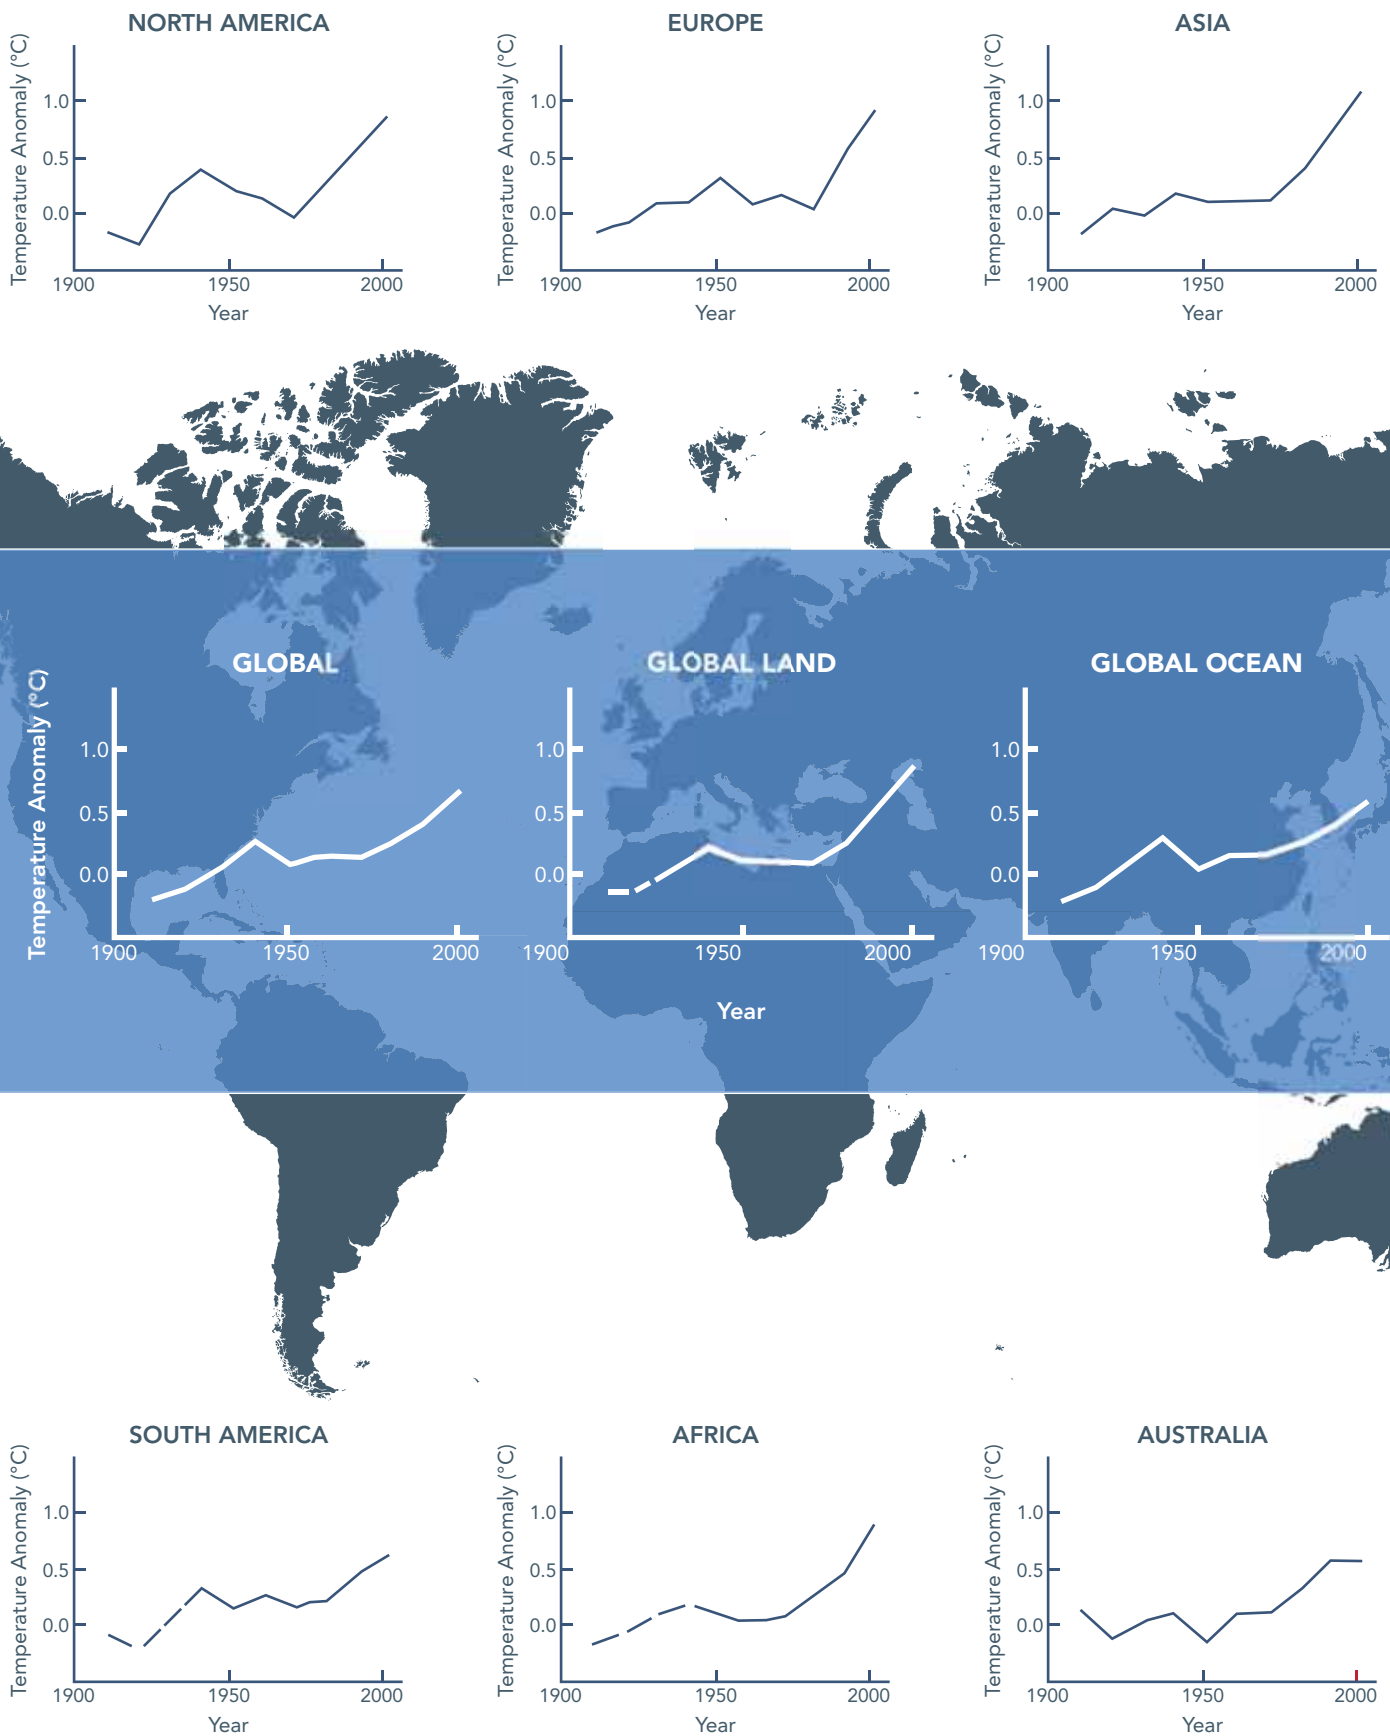 NORTH AMERICA
Temperature Anomaly (°C)
1.0
0.5
0.0
1900 1950 2000
Year
EUROPE
Temperature Anomaly (°C)
1.0
0.5
0.0
1900 1950 2000
Year
ASIA
Temperature Anomaly (°C)
1.0
0.5
0.0
1900 1950 2000
Year
GLOBAL
Temperature Anomaly (°C)
1.0
0.5
0.0
1900 1950 2000
GLOBAL LAND
1.0
0.5
0.0
1900 1950 2000
GLOBAL OCEAN
1.0
0.5
0.0
1900 1950 2000
Year
SOUTH AMERICA
Temperature Anomaly (°C)
1.0
0.5
0.0
1900 1950 2000
Year
AFRICA
Temperature Anomaly (°C)
1.0
0.5
0.0
1900 1950 2000
Year
AUSTRALIA
Temperature Anomaly (°C)
1.0
0.5
0.0
1900 1950 2000
Year